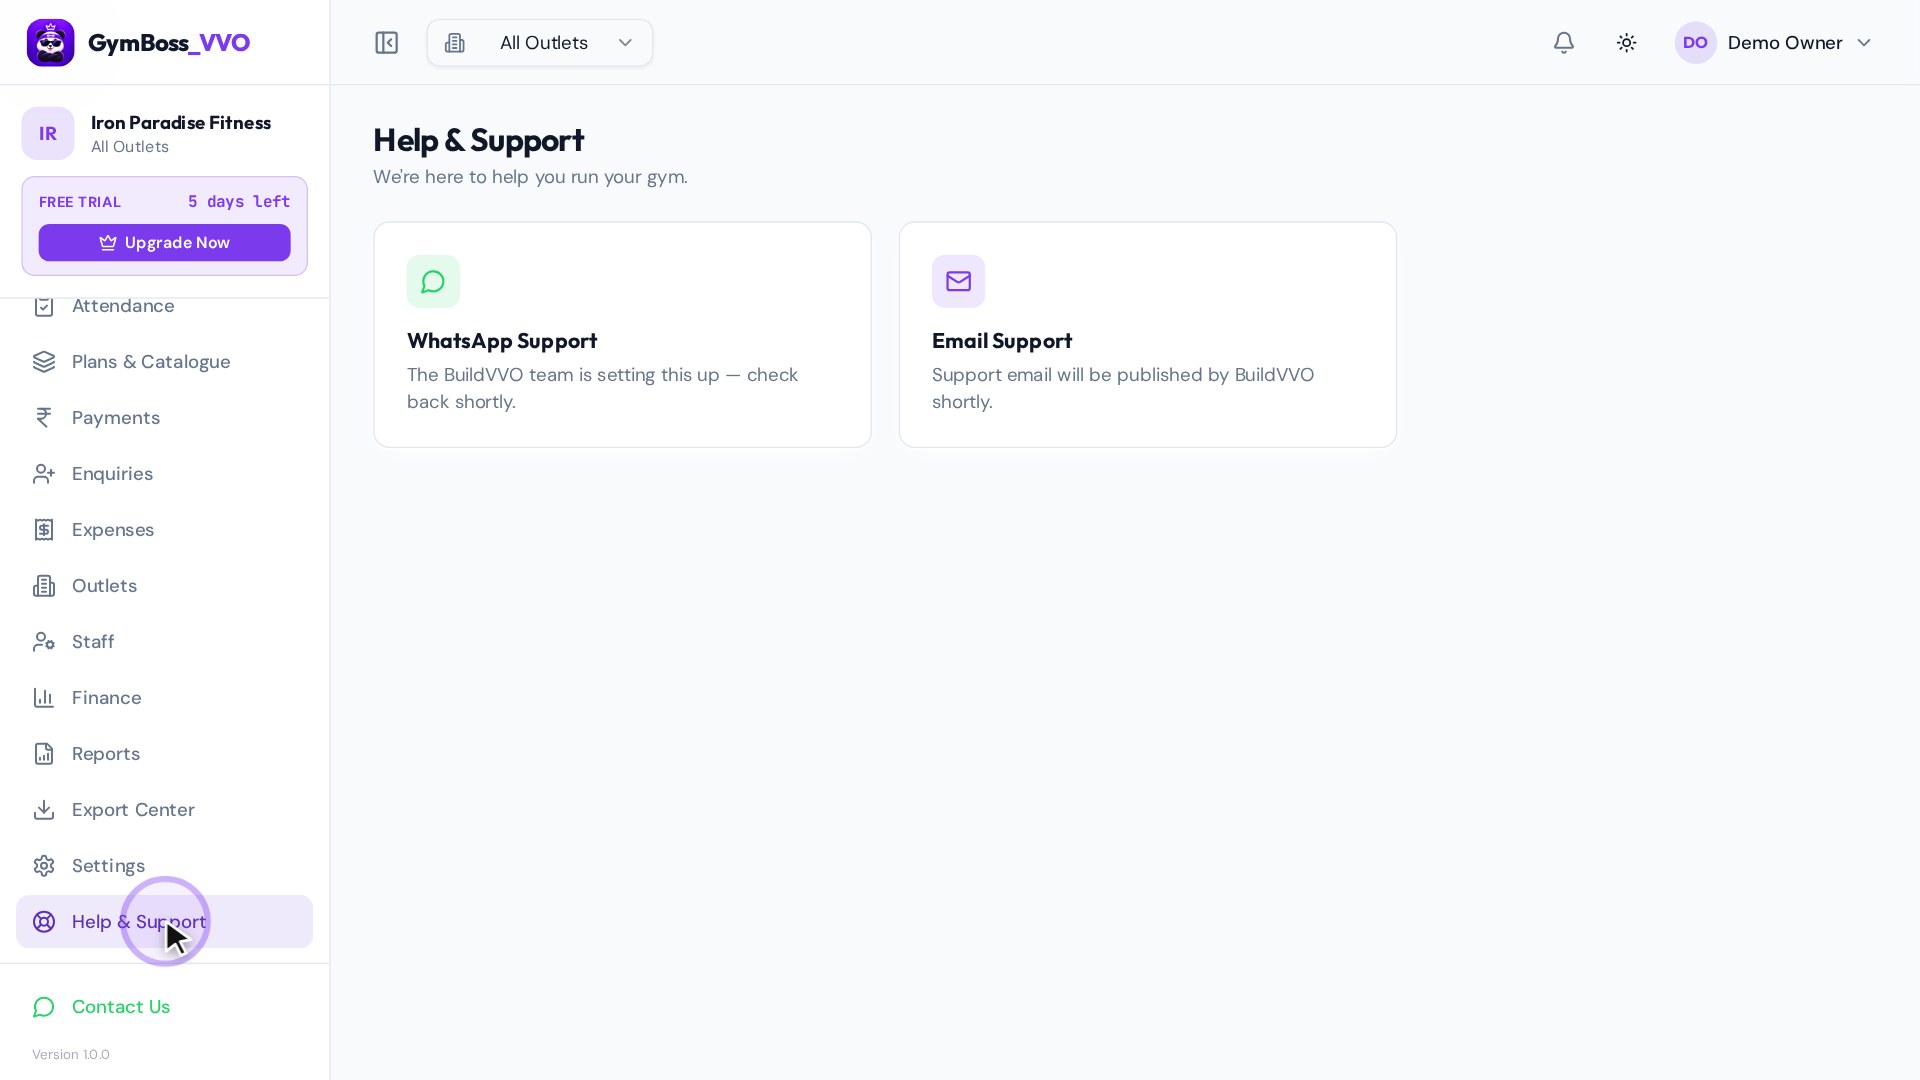 GymBoss_VVO
All Outlets
DO
Demo Owner
IR
Iron Paradise Fitness
All Outlets
FREE TRIAL
5 days left
Upgrade Now
Attendance
Plans & Catalogue
Payments
Enquiries
Expenses
Outlets
Staff
Finance
Reports
Export Center
Settings
Help & Support
Contact Us
Version 1.0.0
Help & Support
We're here to help you run your gym.
WhatsApp Support
The BuildVVO team is setting this up — check
back shortly.
Email Support
Support email will be published by BuildVVO
shortly.